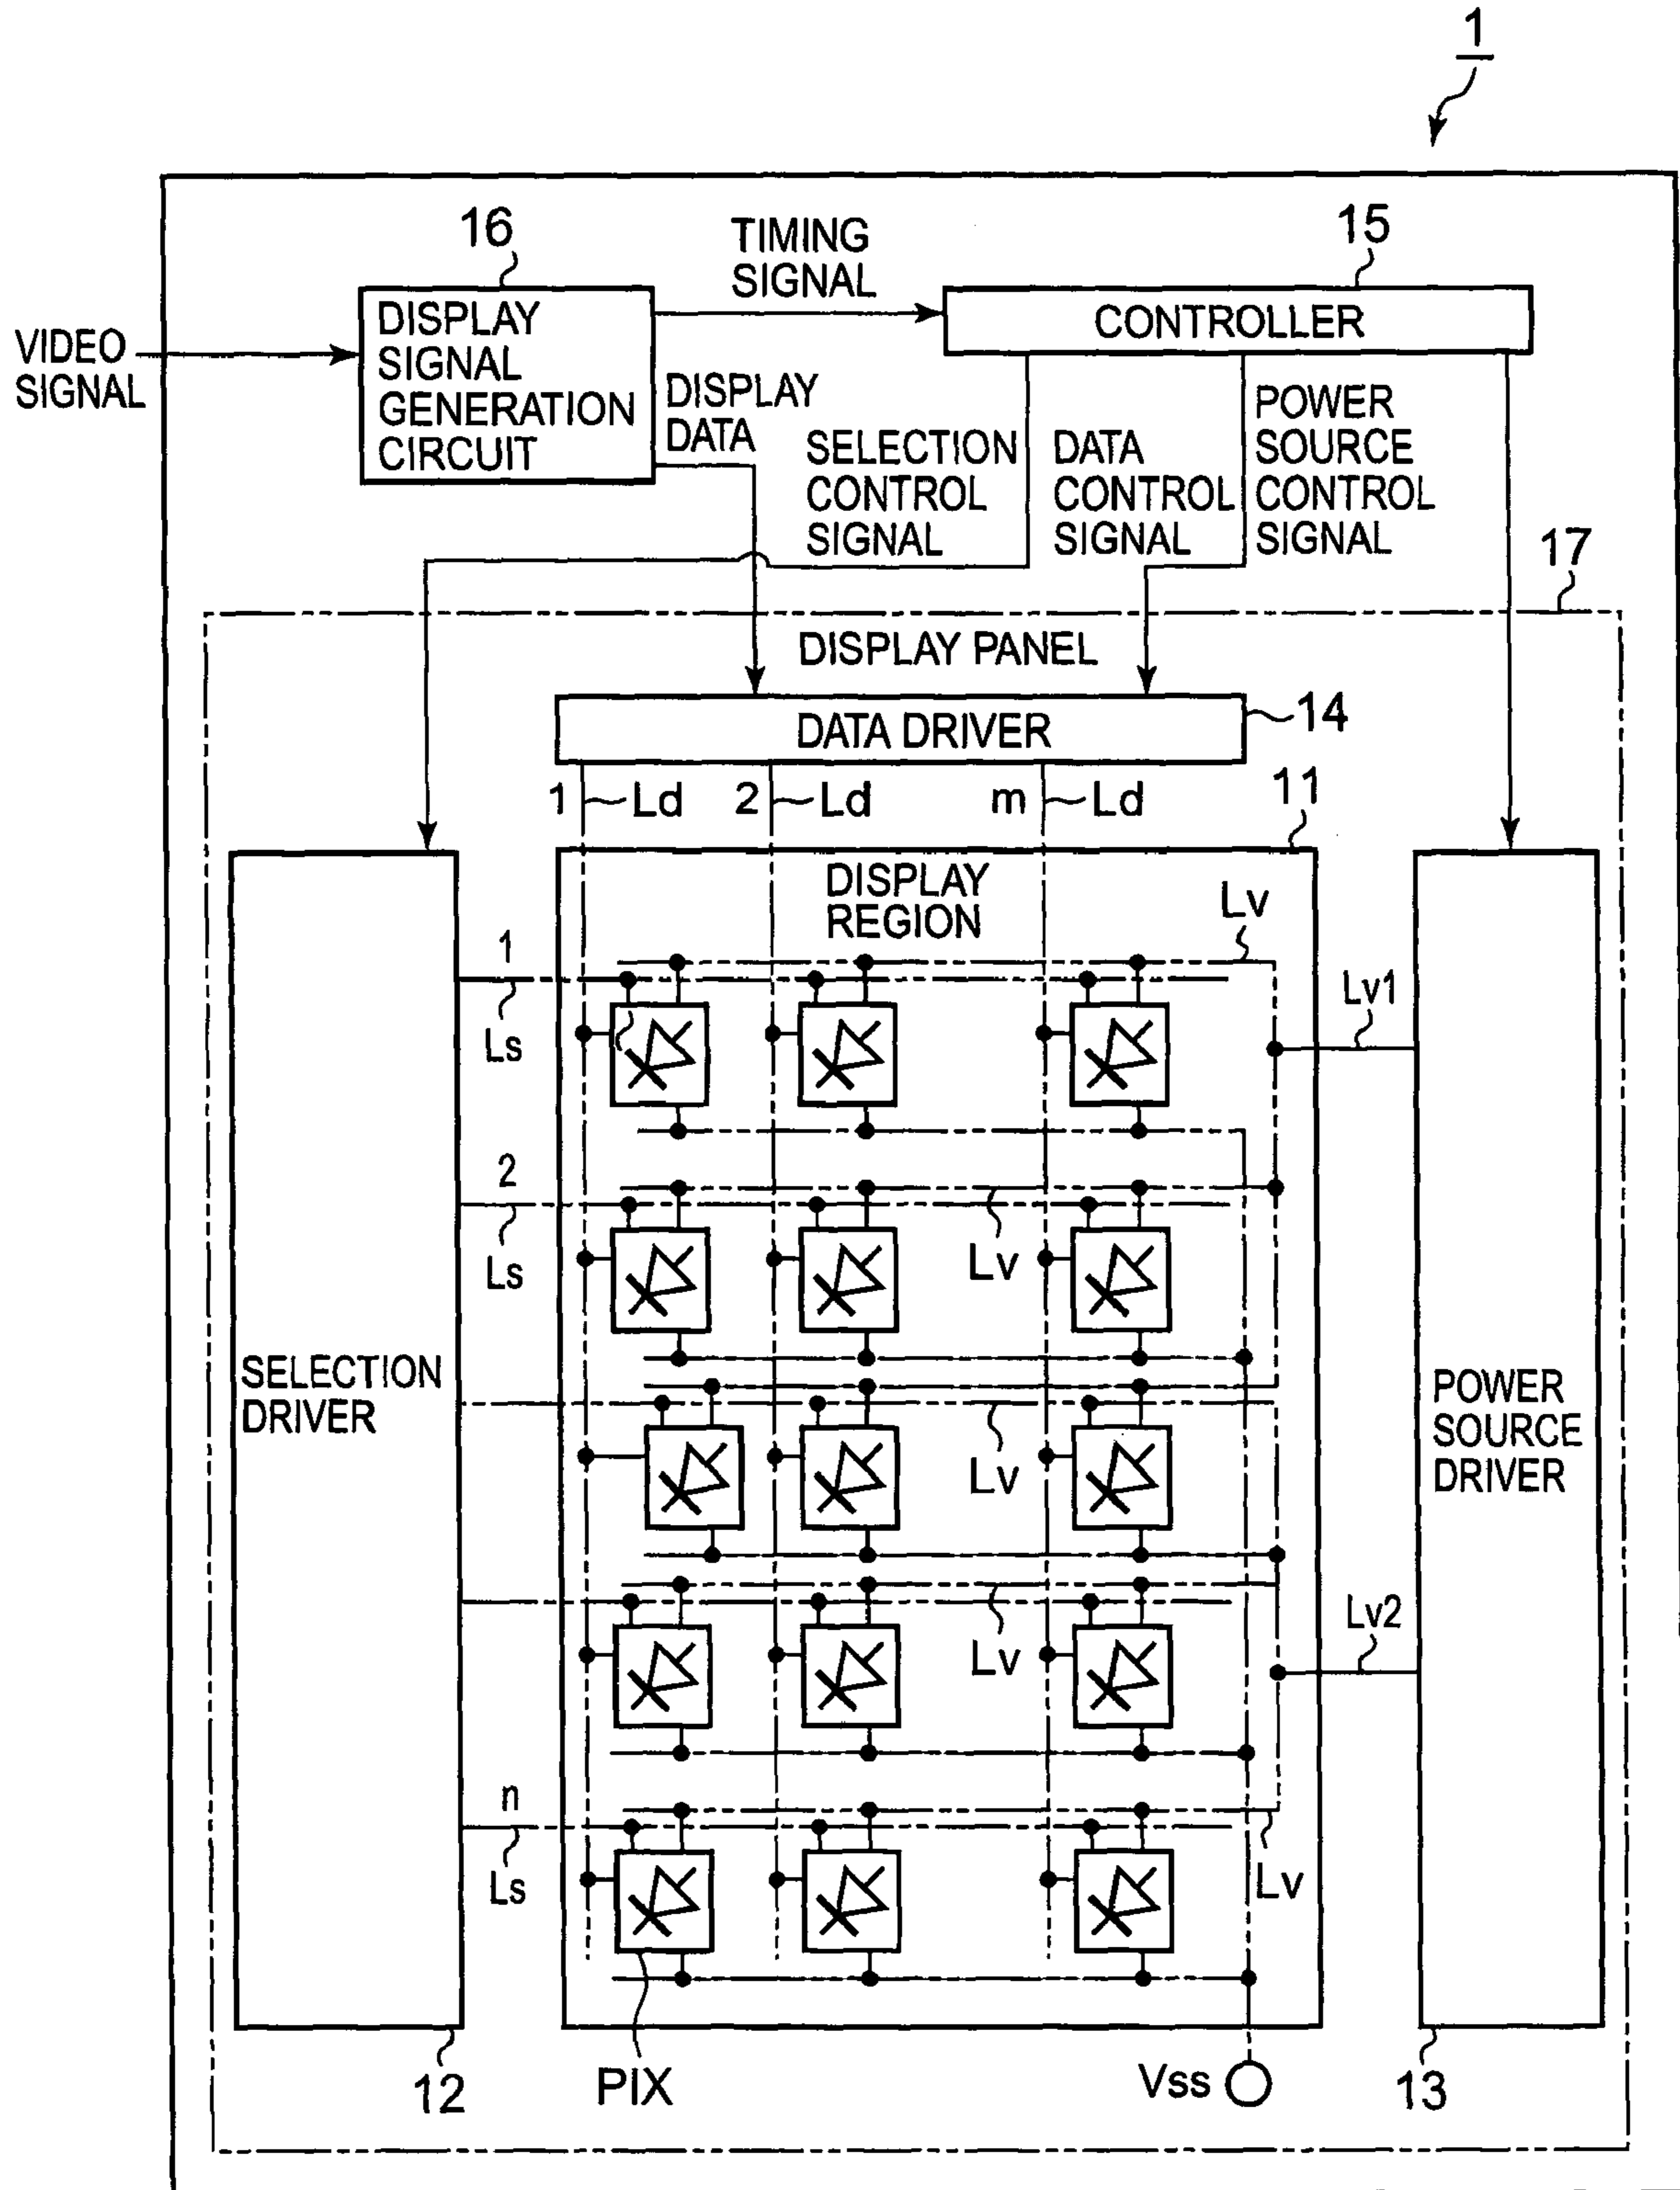 1
16
TIMING
SIGNAL
15
DISPLAY
SIGNAL
GENERATION
CIRCUIT
CONTROLLER
VIDEO
SIGNAL
DISPLAY
DATA
SELECTION
CONTROL
SIGNAL
DATA
CONTROL
SIGNAL
POWER
SOURCE
CONTROL
SIGNAL
17
DISPLAY PANEL
DATA DRIVER
14
1 Ld 2 Ld m Ld
11
DISPLAY
REGION
Lv
1
Ls
Lv1
2
Ls
Lv
SELECTION
DRIVER
POWER
SOURCE
DRIVER
Lv
Lv
Lv2
n
Ls
Lv
12
PIX
Vss
13